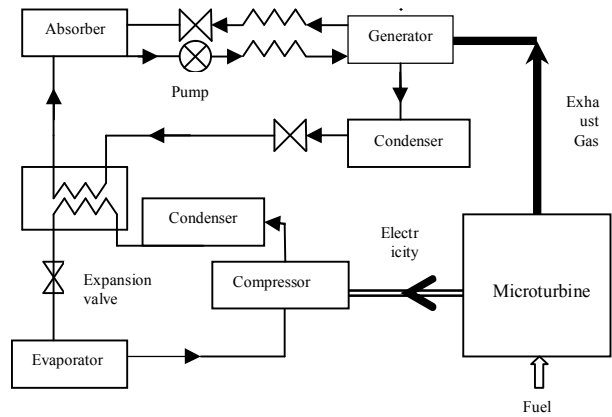 Absorber
Generator
Pump
Exha
ust
Gas
Condenser
Condenser
Electr
icity
Expansion
valve
Compressor
Microturbine
Evaporator
Fuel